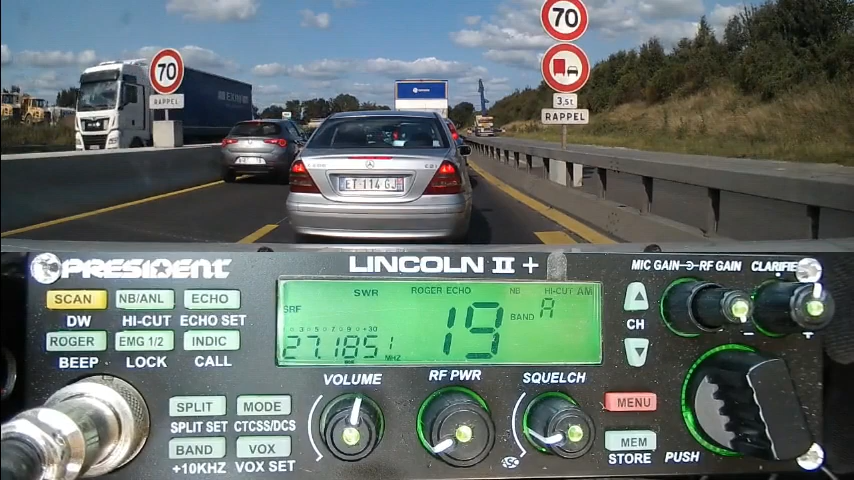 70
RAPPEL
70
3,5t
RAPPEL
ET-114-GJ
PRESIDENT
LINCOLN II +
MIC GAIN RF GAIN CLARIFIER
SCAN NB/ANL ECHO
DW HI-CUT ECHO SET
ROGER EMG 1/2 INDIC
BEEP LOCK CALL
SWR ROGER·ECHO NB HI-CUT AM
SRF
BAND A
19
27.1851 MHZ
CH
SPLIT MODE
SPLIT SET CTCSS/DCS
BAND VOX
+10KHZ VOX SET
VOLUME RF PWR SQUELCH
ASC
MENU
MEM
STORE PUSH
- +